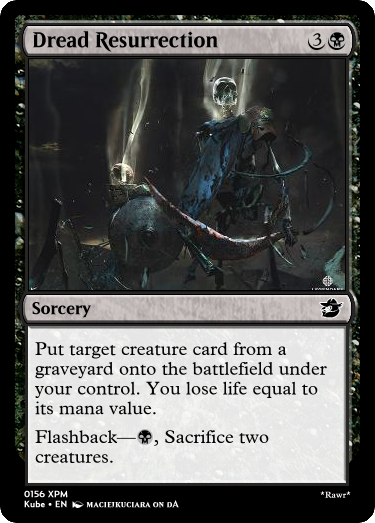 Dread Resurrection 3
Sorcery
Put target creature card from a
graveyard onto the battlefield under
your control. You lose life equal to
its mana value.
Flashback—, Sacrifice two
creatures.
0156 XPM
Kube • EN MACIEJKUCIARA ON DA
*Rawr*